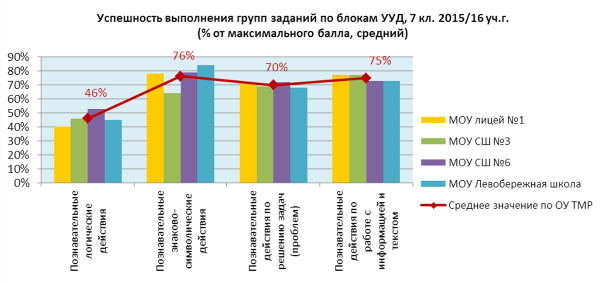 Успешность выполнения групп заданий по блокам УУД, 7 кл. 2015/16 уч.г.
(% от максимального балла, средний)
90%
80%
70%
60%
50%
40%
30%
20%
10%
0%
46%
76%
70%
75%
Познавательные
логические
действия
Познавательные
знаково-
символические
действия
Познавательные
действия по
решению задач
(проблем)
Познавательные
действия по
работе с
информацией и
текстом
МОУ лицей №1
МОУ СШ №3
МОУ СШ №6
МОУ Левобережная школа
Среднее значение по ОУ ТМР